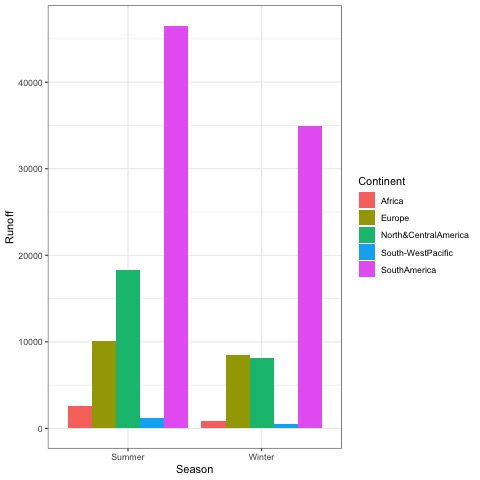 Runoff
40000
30000
20000
10000
0
Summer
Winter
Season
Continent
Africa
Europe
North&CentralAmerica
South-WestPacific
SouthAmerica